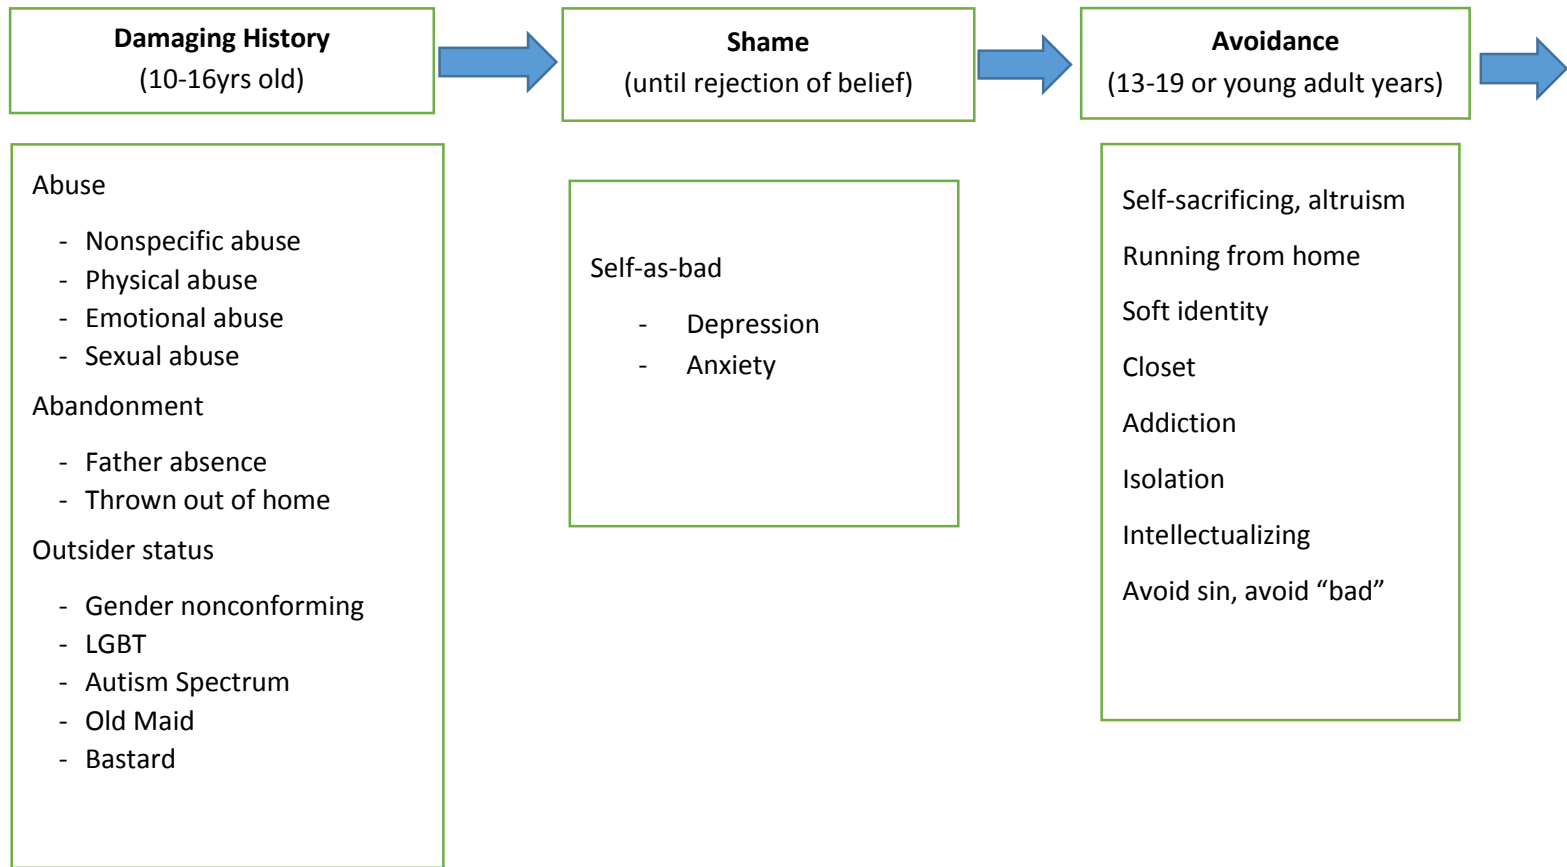 Damaging History
(10-16yrs old)
Shame
(until rejection of belief)
Avoidance
(13-19 or young adult years)
Abuse
- Nonspecific abuse
- Physical abuse
- Emotional abuse
- Sexual abuse
Abandonment
- Father absence
- Thrown out of home
Outsider status
- Gender nonconforming
- LGBT
- Autism Spectrum
- Old Maid
- Bastard
Self-as-bad
- Depression
- Anxiety
Self-sacrificing, altruism
Running from home
Soft identity
Closet
Addiction
Isolation
Intellectualizing
Avoid sin, avoid “bad”